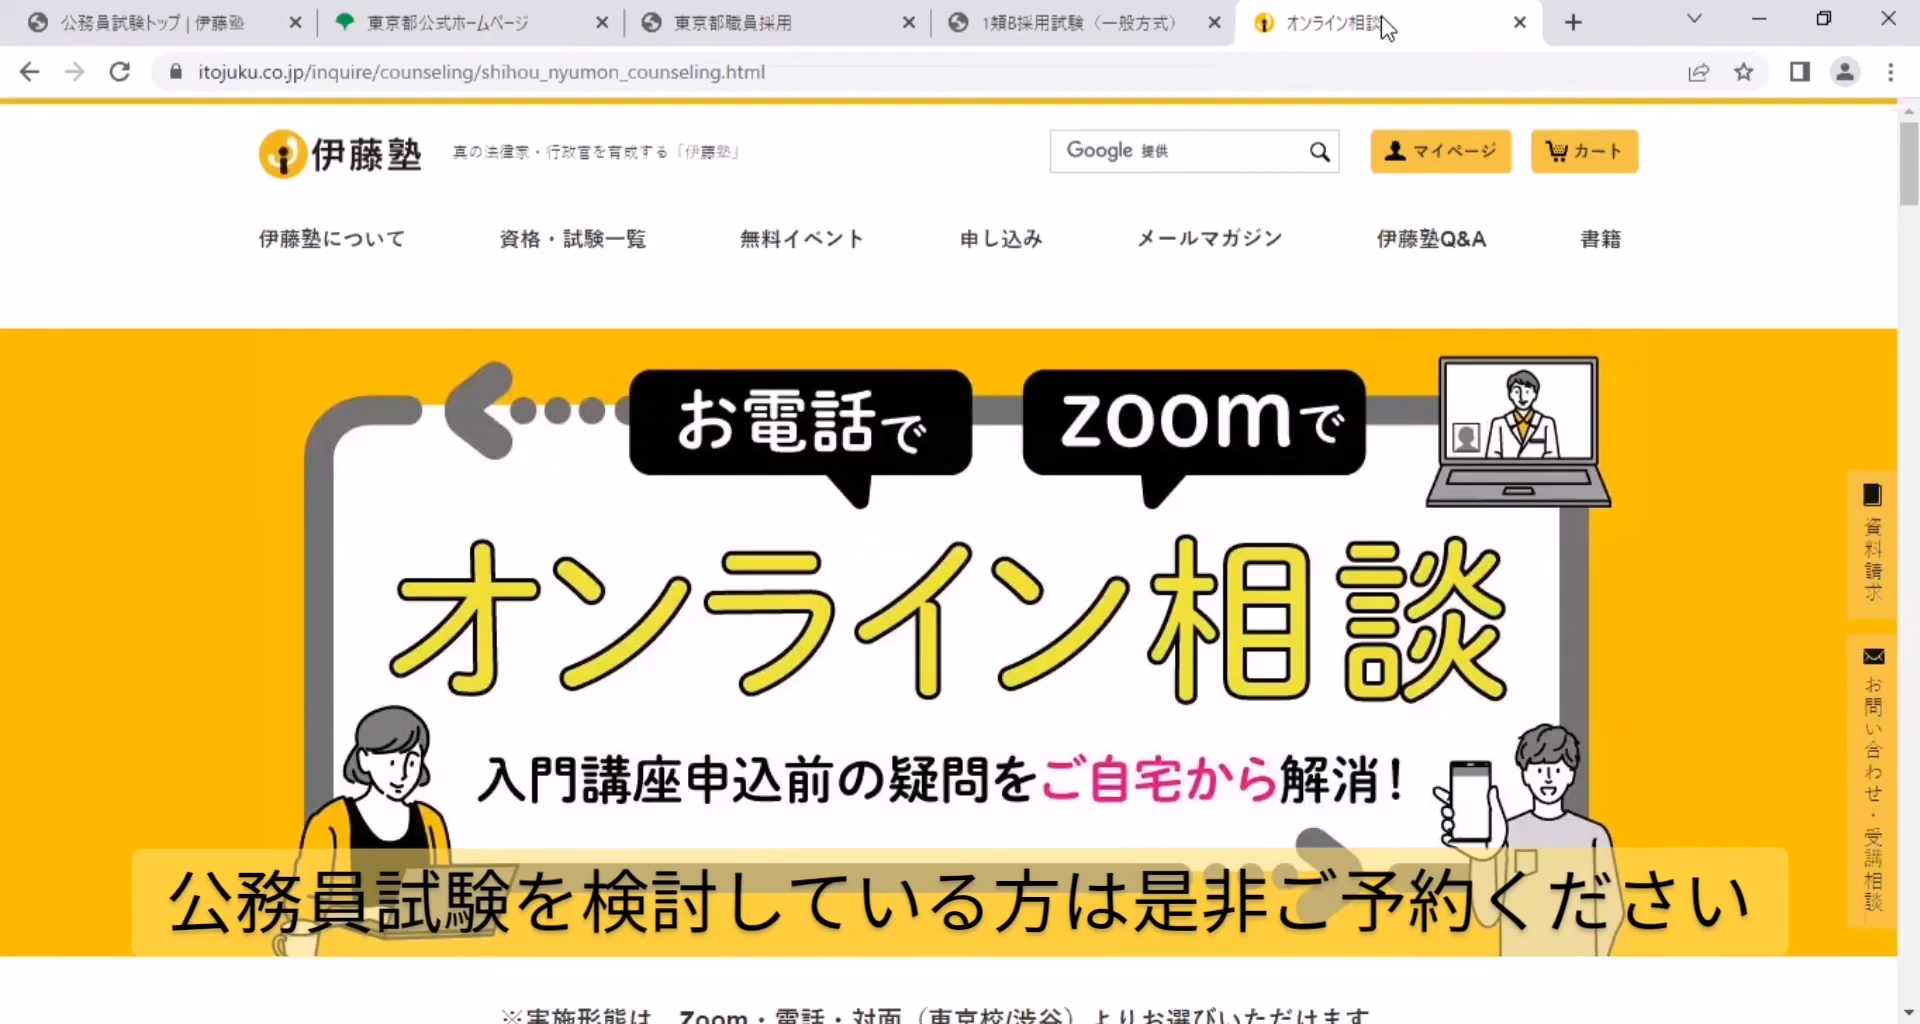 公務員試験トップ | 伊藤塾
東京都公式ホームページ
東京都職員採用
1類B採用試験（一般方式）
オンライン相談
itojuku.co.jp/inquire/counseling/shihou_nyumon_counseling.html
伊藤塾
真の法律家・行政官を育成する「伊藤塾」
Google 提供
マイページ
カート
伊藤塾について
資格・試験一覧
無料イベント
申し込み
メールマガジン
伊藤塾Q&A
書籍
お電話で
zoomで
オンライン相談
入門講座申込前の疑問をご自宅から解消！
資料請求
お問い合わせ・受講相談
公務員試験を検討している方は是非ご予約ください
※実施形態は、Zoom・電話・対面（東京校/渋谷）よりお選びいただけます